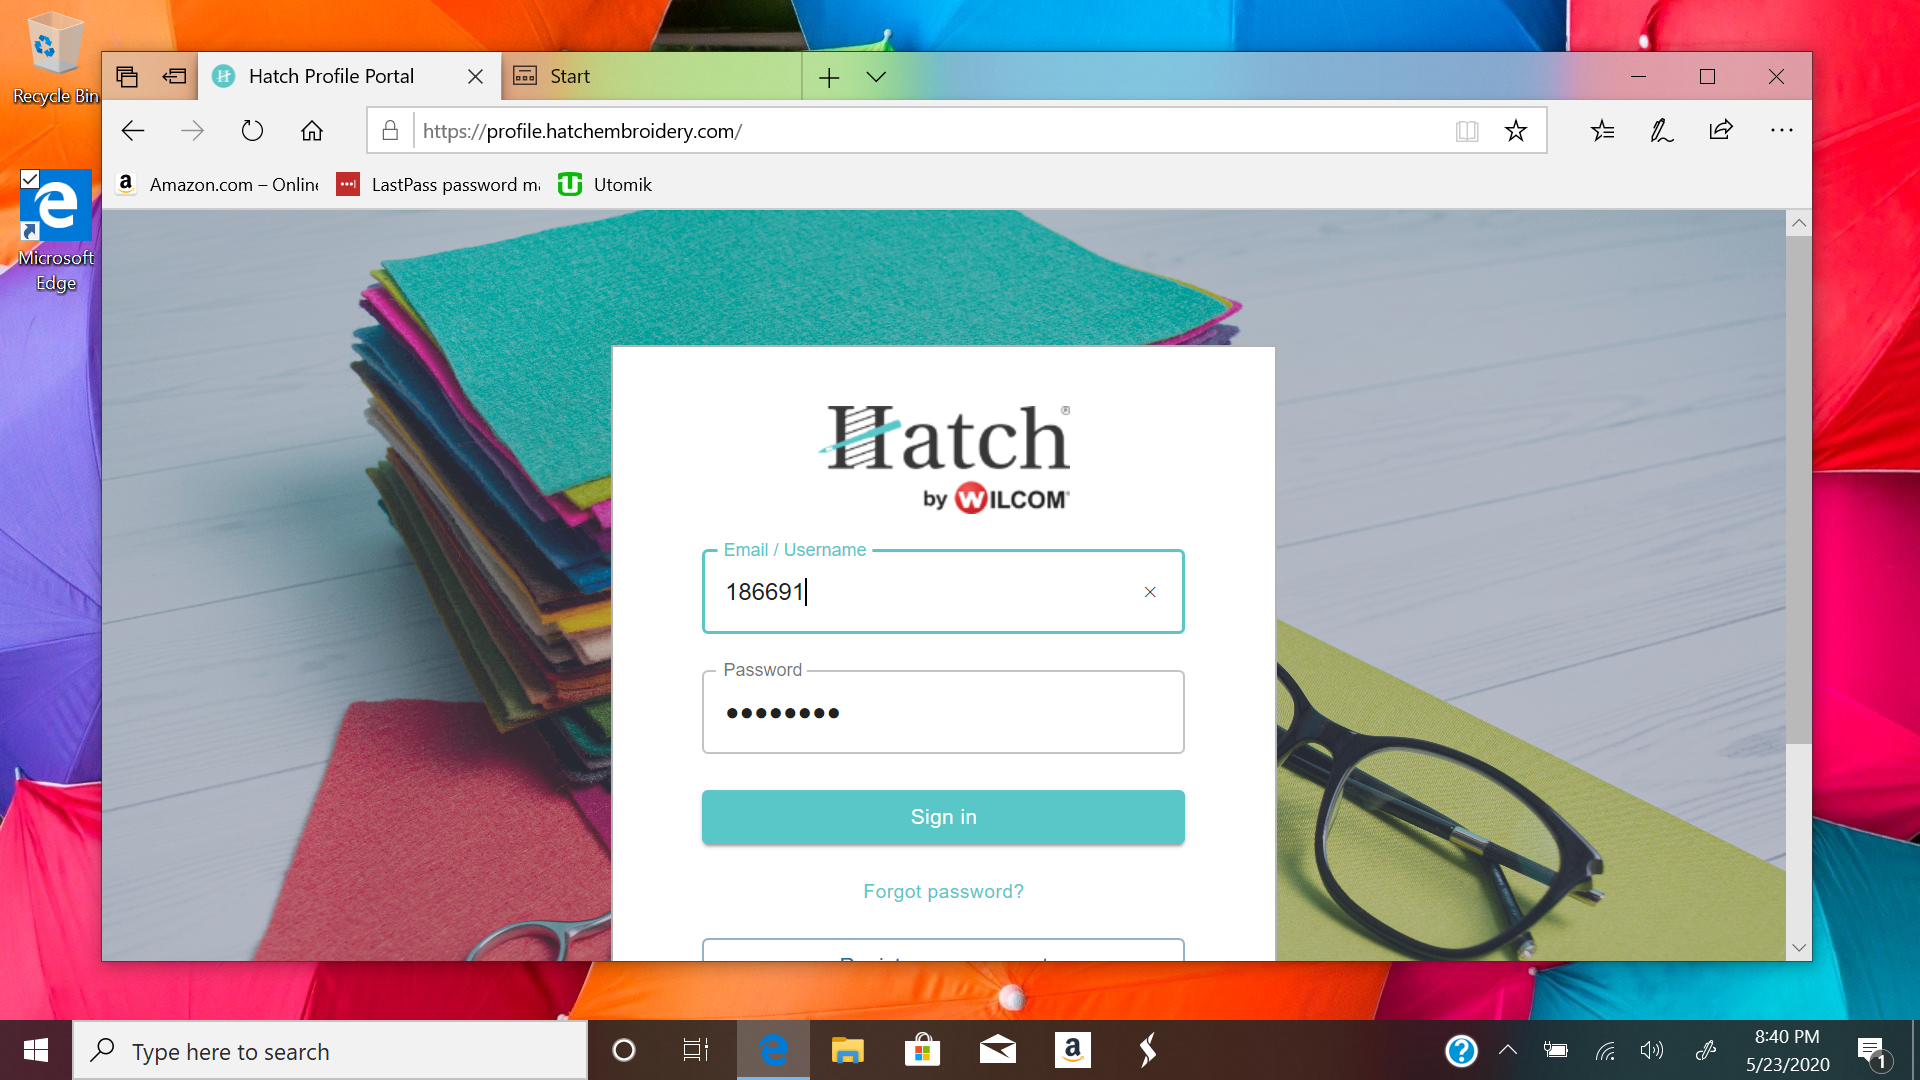 Recycle Bin
Microsoft
Edge
Hatch Profile Portal
Start
https://profile.hatchembroidery.com/
Amazon.com – Online
LastPass password ma
Utomik
Hatch®
by WILCOM
Email / Username
186691
Password
Sign in
Forgot password?
Type here to search
8:40 PM
5/23/2020
1